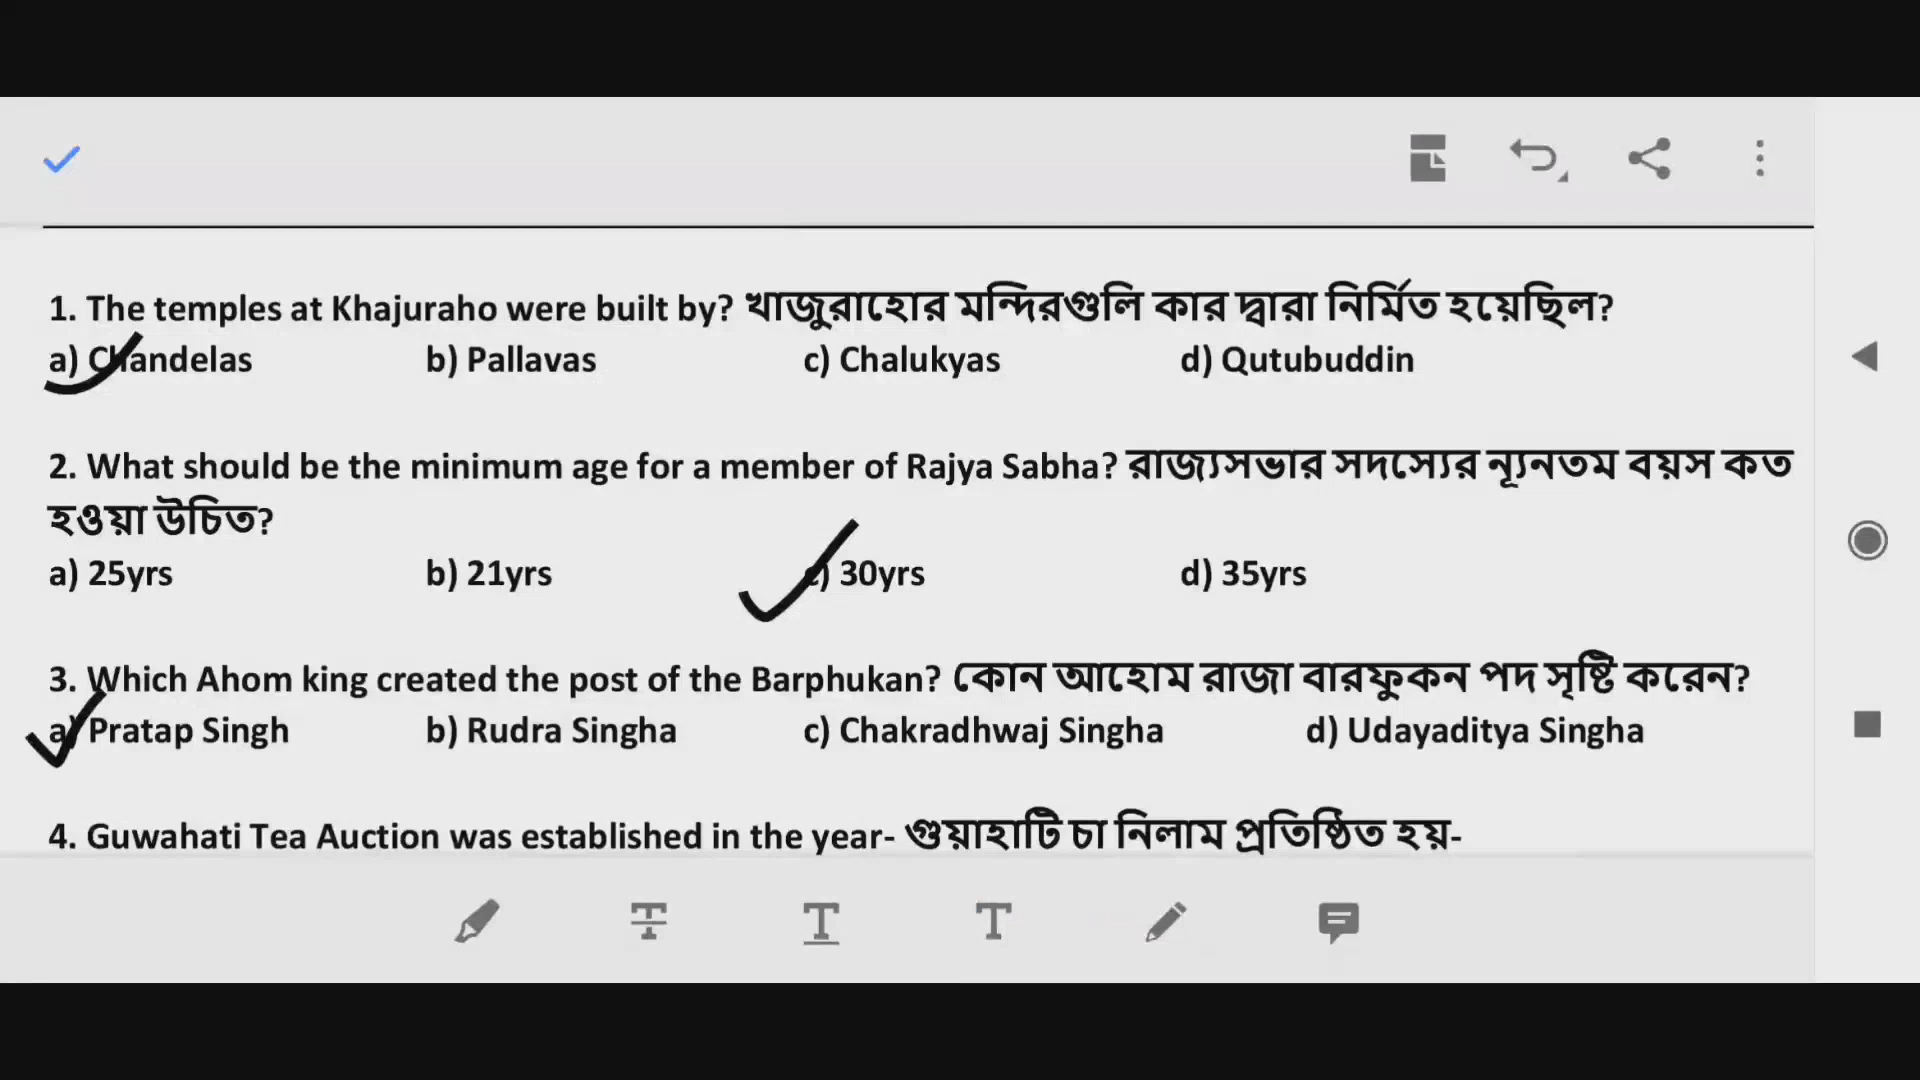 1. The temples at Khajuraho were built by? খাজুরাহোর মন্দিরগুলি কার দ্বারা নির্মিত হয়েছিল?
a) Chandelas b) Pallavas c) Chalukyas d) Qutubuddin
2. What should be the minimum age for a member of Rajya Sabha? রাজ্যসভার সদস্যের ন্যূনতম বয়স কত
হওয়া উচিত?
a) 25yrs b) 21yrs c) 30yrs d) 35yrs
3. Which Ahom king created the post of the Barphukan? কোন আহোম রাজা বারফুকন পদ সৃষ্টি করেন?
a) Pratap Singh b) Rudra Singha c) Chakradhwaj Singha d) Udayaditya Singha
4. Guwahati Tea Auction was established in the year- গুয়াহাটি চা নিলাম প্রতিষ্ঠিত হয়-